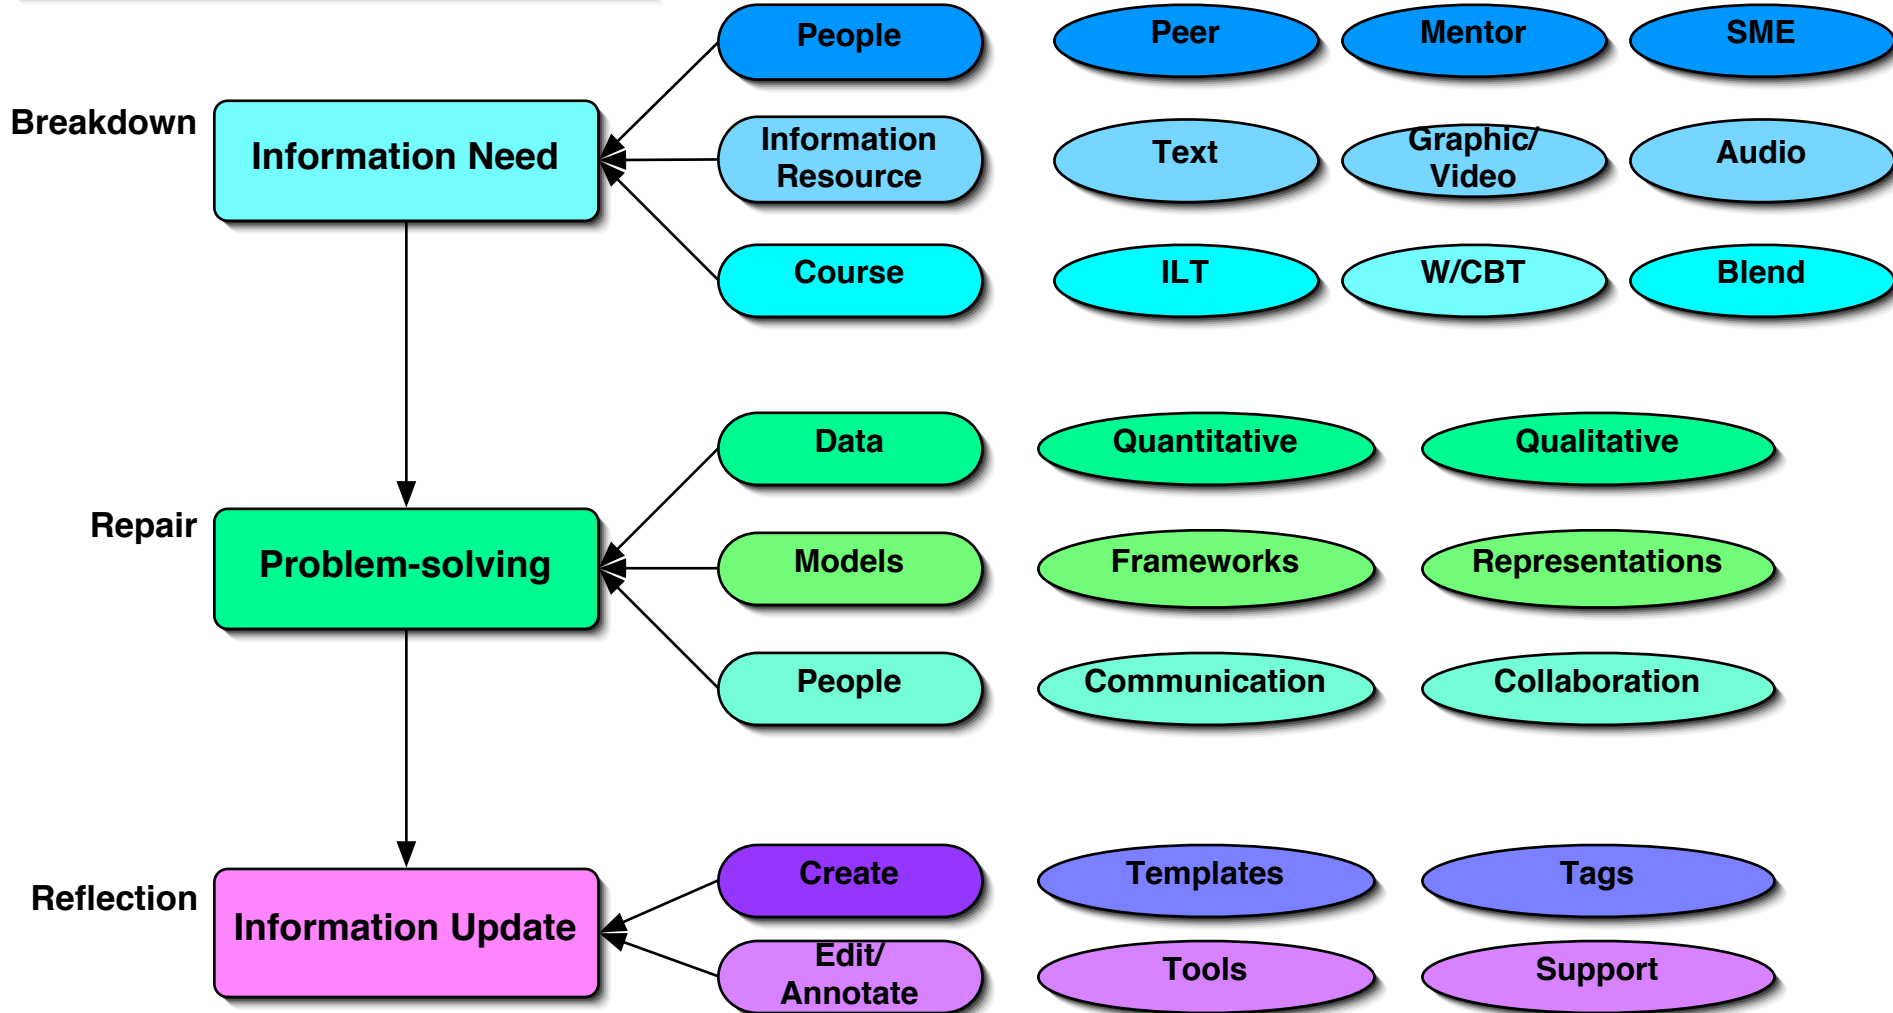 People
Peer
Mentor
SME
Breakdown
Information Need
Information
Resource
Text
Graphic/
Video
Audio
Course
ILT
W/CBT
Blend
Data
Quantitative
Qualitative
Repair
Problem-solving
Models
Frameworks
Representations
People
Communication
Collaboration
Create
Templates
Tags
Reflection
Information Update
Edit/
Annotate
Tools
Support